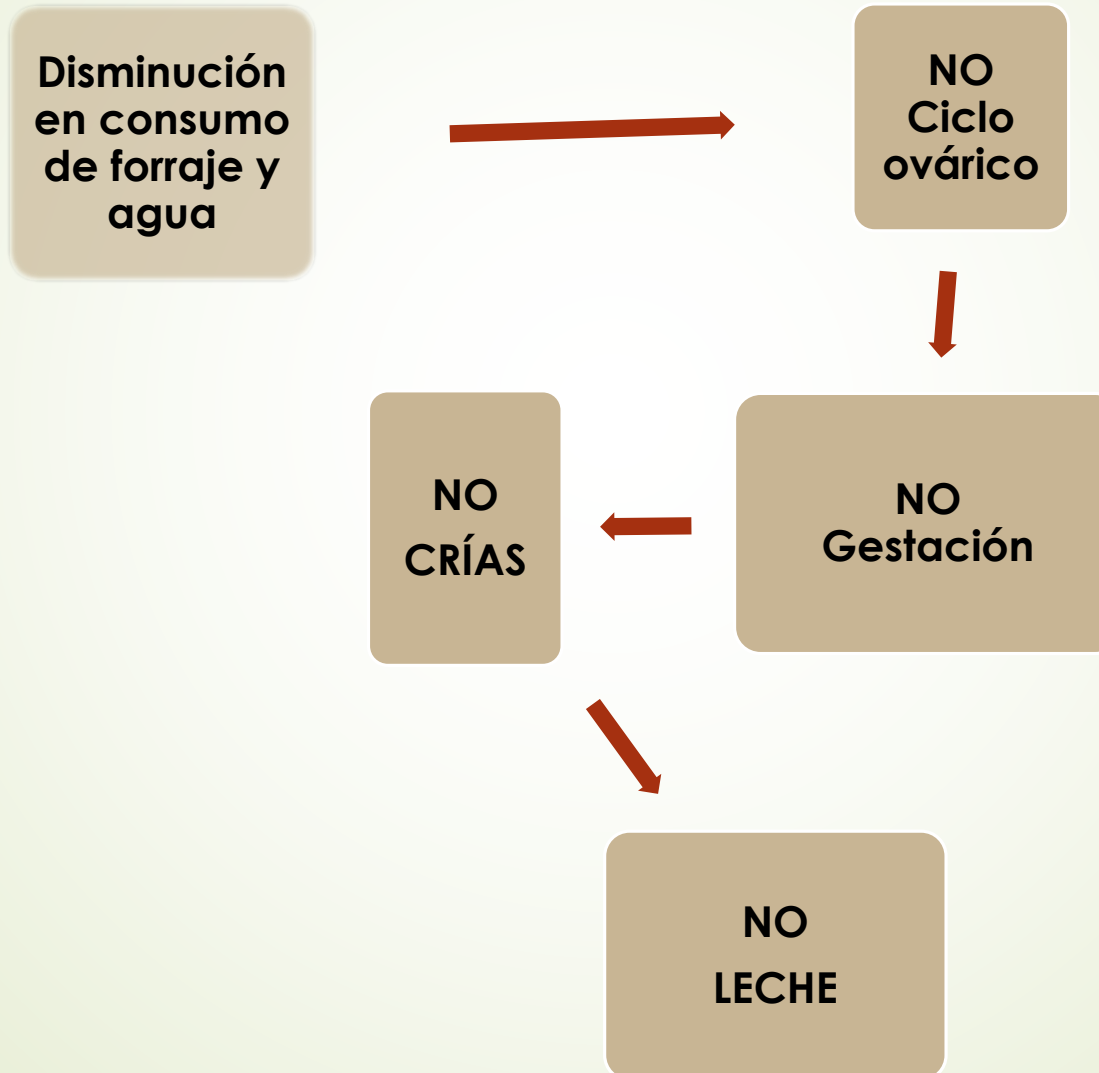 Disminución
en consumo
de forraje y
agua
NO
Ciclo
ovárico
NO
Gestación
NO
CRÍAS
NO
LECHE